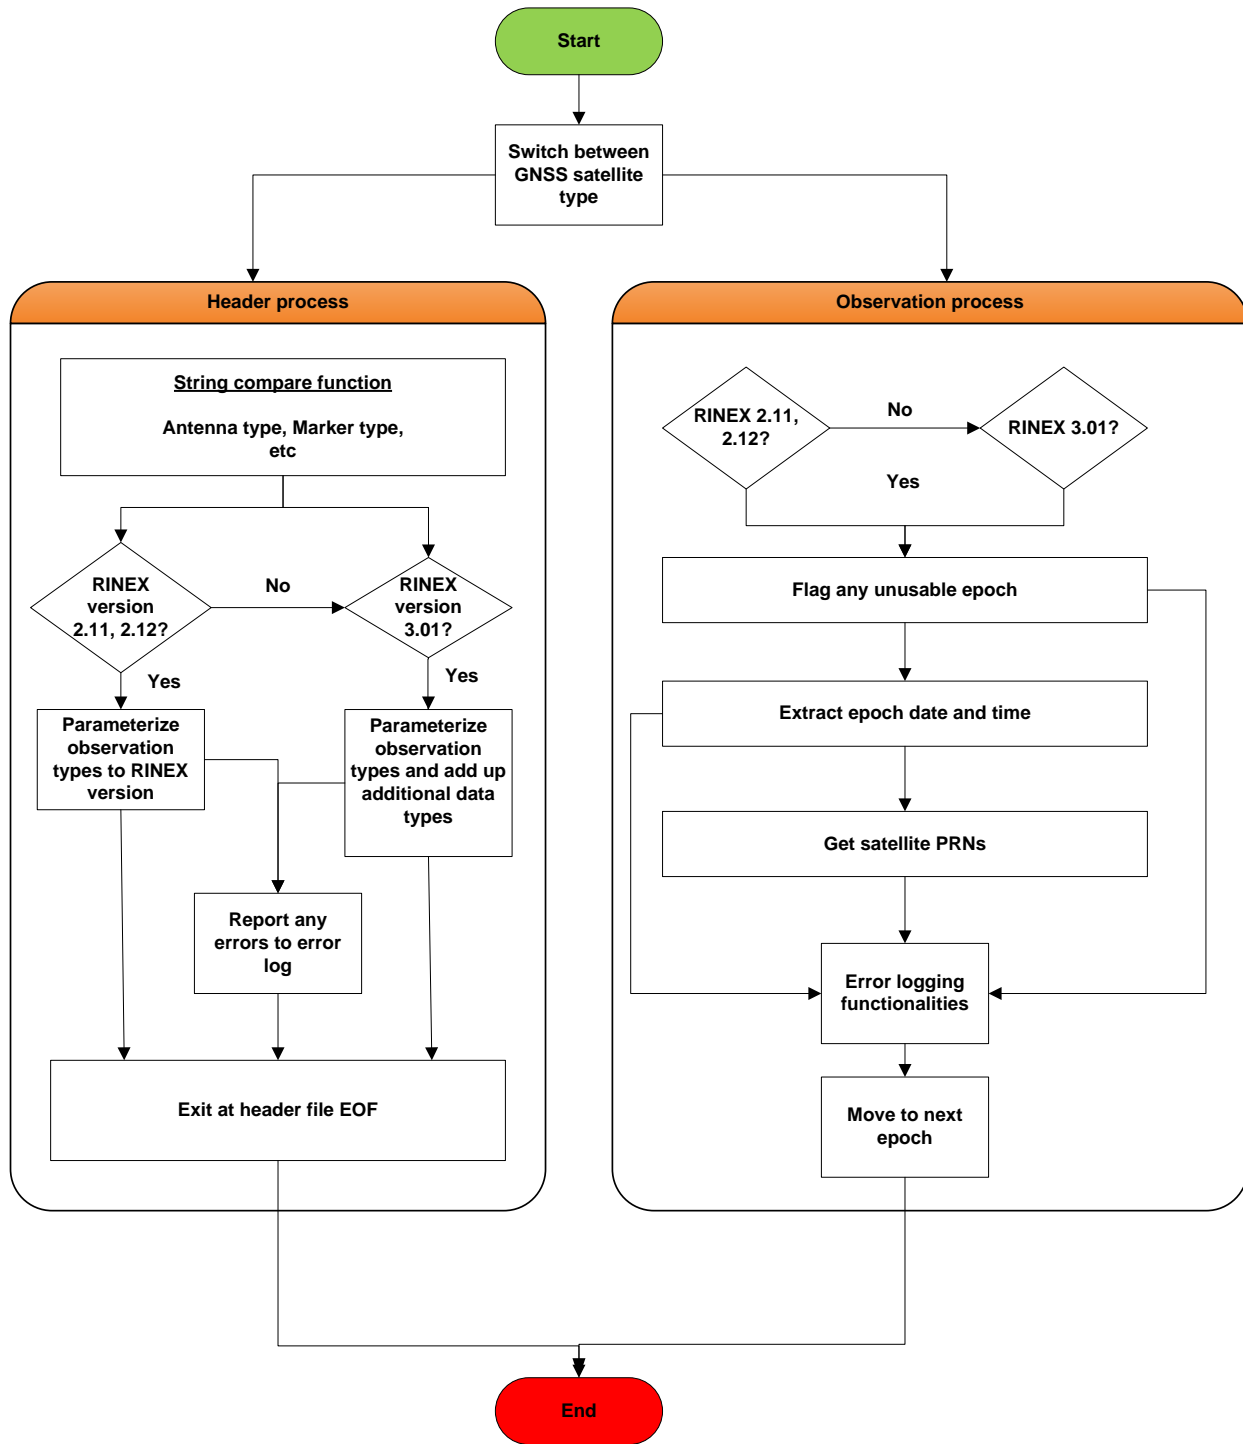 Start
Switch between
GNSS satellite
type
Header process
String compare function
Antenna type, Marker type,
etc
RINEX
version
2.11, 2.12?
No
RINEX
version
3.01?
Yes
Yes
Parameterize
observation
types to RINEX
version
Parameterize
observation
types and add up
additional data
types
Report any
errors to error
log
Exit at header file EOF
Observation process
RINEX 2.11,
2.12?
No
RINEX 3.01?
Yes
Flag any unusable epoch
Extract epoch date and time
Get satellite PRNs
Error logging
functionalities
Move to next
epoch
End